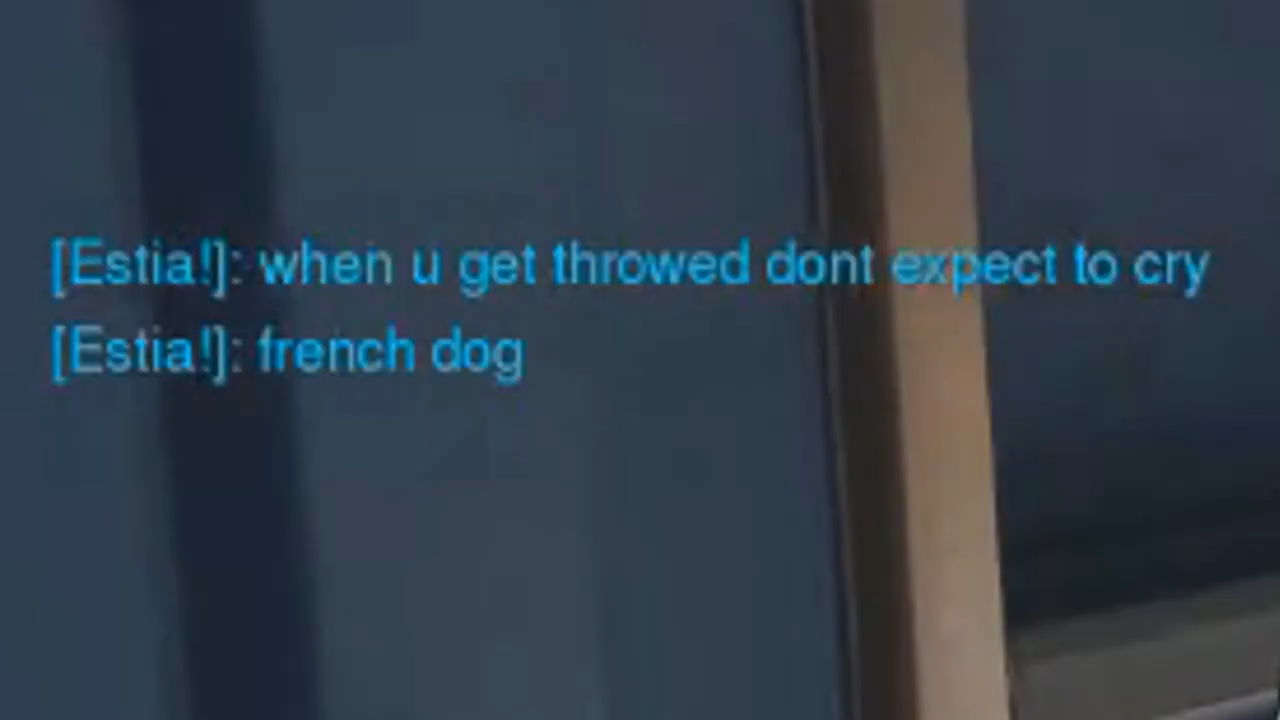 [Estia!]: when u get throwed dont expect to cry
[Estia!]: french dog